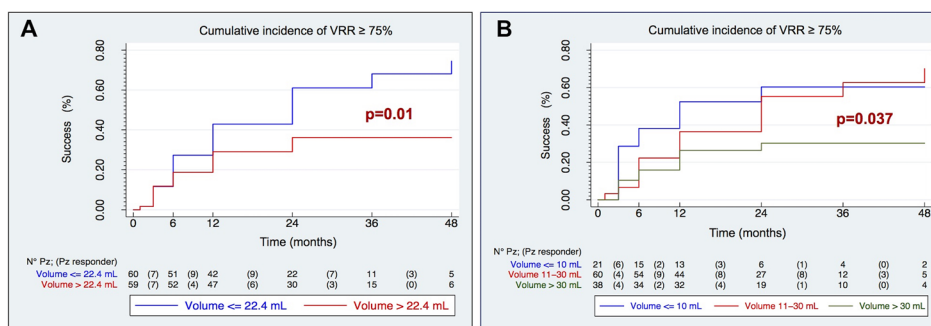 A
Cumulative incidence of VRR ≥ 75%
Success (%)
0.80
0.60
0.40
0.20
0.00
p=0.01
0 6 12 24 36 48
Time (months)
N° Pz; (Pz responder)
Volume <= 22.4 mL 60 (7) 51 (9) 42 (9) 22 (7) 11 (3) 5
Volume > 22.4 mL 59 (7) 52 (4) 47 (6) 30 (3) 15 (0) 6
Volume <= 22.4 mL Volume > 22.4 mL
B
Cumulative incidence of VRR ≥ 75%
Success (%)
0.80
0.60
0.40
0.20
0.00
p=0.037
0 6 12 24 36 48
Time (months)
N° Pz; (Pz responder)
Volume <= 10 mL 21 (6) 15 (2) 13 (3) 6 (1) 4 (0) 2
Volume 11-30 mL 60 (4) 54 (9) 44 (8) 27 (8) 12 (3) 5
Volume > 30 mL 38 (4) 34 (2) 32 (4) 19 (1) 10 (0) 4
Volume <= 10 mL Volume 11-30 mL Volume > 30 mL